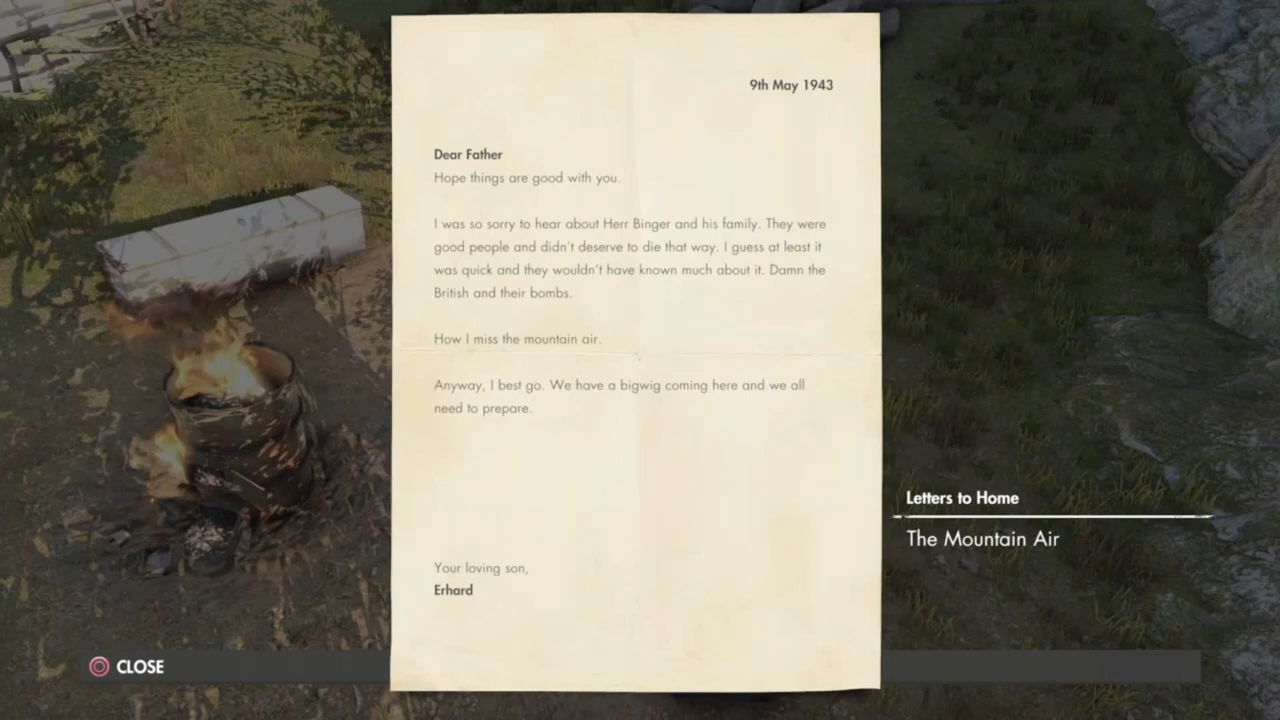 9th May 1943
Dear Father
Hope things are good with you.
I was so sorry to hear about Herr Binger and his family. They were
good people and didn't deserve to die that way. I guess at least it
was quick and they wouldn't have known much about it. Damn the
British and their bombs.
How I miss the mountain air.
Anyway, I best go. We have a bigwig coming here and we all
need to prepare.
Your loving son,
Erhard
Letters to Home
The Mountain Air
CLOSE